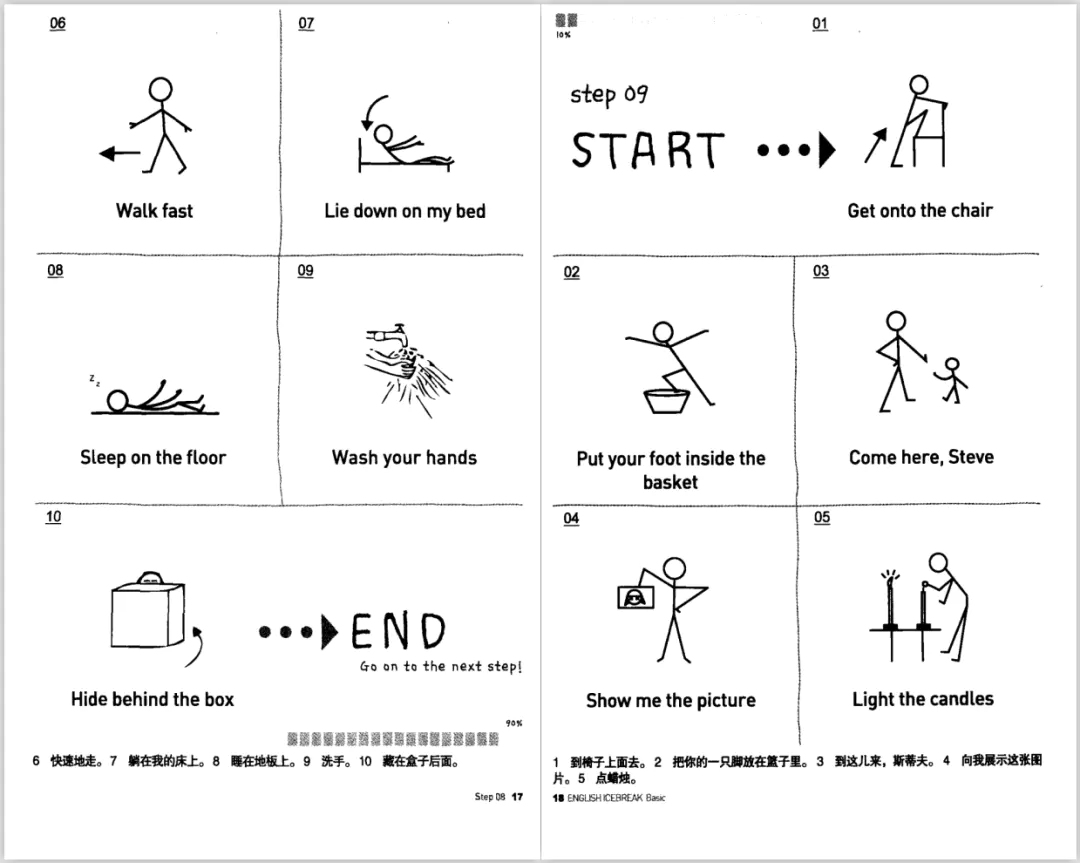 06
Walk fast
07
Lie down on my bed
08
z z
Sleep on the floor
09
Wash your hands
10
Hide behind the box
END
Go on to the next step!
90%
6 快速地走。7 躺在我的床上。8 睡在地板上。9 洗手。10 藏在盒子后面。
Step 08 17
10%
step 09
START
01
Get onto the chair
02
Put your foot inside the
basket
03
Come here, Steve
04
Show me the picture
05
Light the candles
1 到椅子上面去。2 把你的一只脚放在篮子里。3 到这儿来，斯蒂夫。4 向我展示这张图
片。5 点蜡烛。
18 ENGLISH ICEBREAK Basic